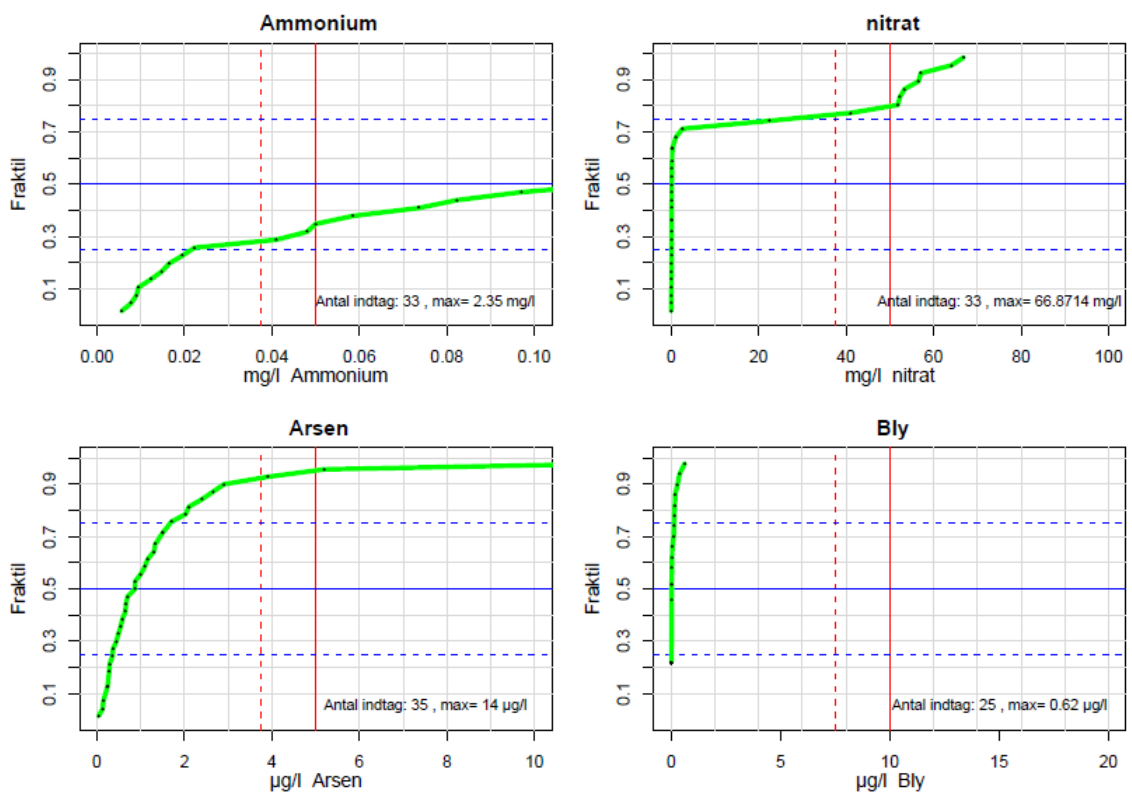 Ammonium
Fraktil
0.1 0.3 0.5 0.7 0.9
Antal indtag: 33 , max= 2.35 mg/l
0.00 0.02 0.04 0.06 0.08 0.10
mg/l Ammonium
nitrat
Fraktil
0.1 0.3 0.5 0.7 0.9
Antal indtag: 33 , max= 66.8714 mg/l
0 20 40 60 80 100
mg/l nitrat
Arsen
Fraktil
0.1 0.3 0.5 0.7 0.9
Antal indtag: 35 , max= 14 µg/l
0 2 4 6 8 10
µg/l Arsen
Bly
Fraktil
0.1 0.3 0.5 0.7 0.9
Antal indtag: 25 , max= 0.62 µg/l
0 5 10 15 20
µg/l Bly